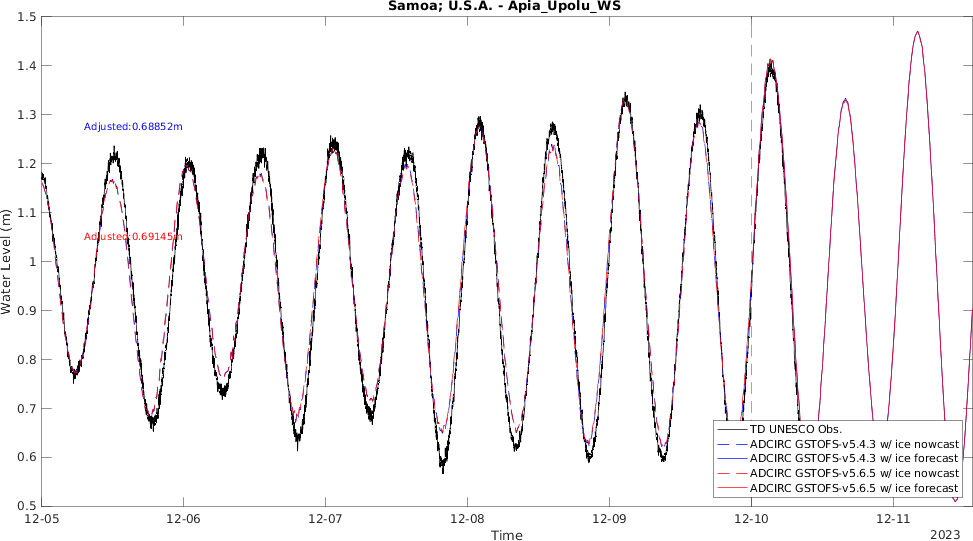 Samoa; U.S.A. - Apia_Upolu_WS
1.5
1.4
1.3
1.2
1.1
1
0.9
0.8
0.7
0.6
0.5
Water Level (m)
Adjusted:0.68852m
Adjusted:0.69145m
TD UNESCO Obs.
ADCIRC GSTOFS-v5.4.3 w/ ice nowcast
ADCIRC GSTOFS-v5.4.3 w/ ice forecast
ADCIRC GSTOFS-v5.6.5 w/ ice nowcast
ADCIRC GSTOFS-v5.6.5 w/ ice forecast
12-05 12-06 12-07 12-08 12-09 12-10 12-11
Time
2023